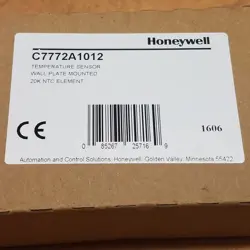 Honeywell
C7772A1012
TEMPERATURE SENSOR
WALL PLATE MOUNTED
20K NTC ELEMENT
CE
0 85267 25716 9
1606
Automation and Control Solutions, Honeywell, Golden Valley, Minnesota 55422